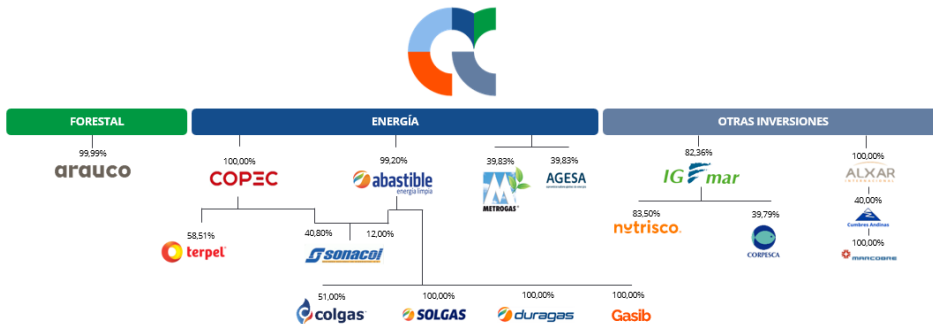 FORESTAL
ENERGÍA
OTRAS INVERSIONES
99,99%
arauco
100,00%
COPEC
99,20%
abastible
energía limpia
39,83%
METROGAS
39,83%
AGESA
82,36%
IG mar
100,00%
ALXAR
INTERNACIONAL
58,51%
terpel
40,80%
12,00%
sonacol
83,50%
nutrisco
39,79%
CORPESCA
40,00%
Cumbres Andinas
100,00%
MARCOBRE
51,00%
colgas
100,00%
SOLGAS
100,00%
duragas
100,00%
Gasib